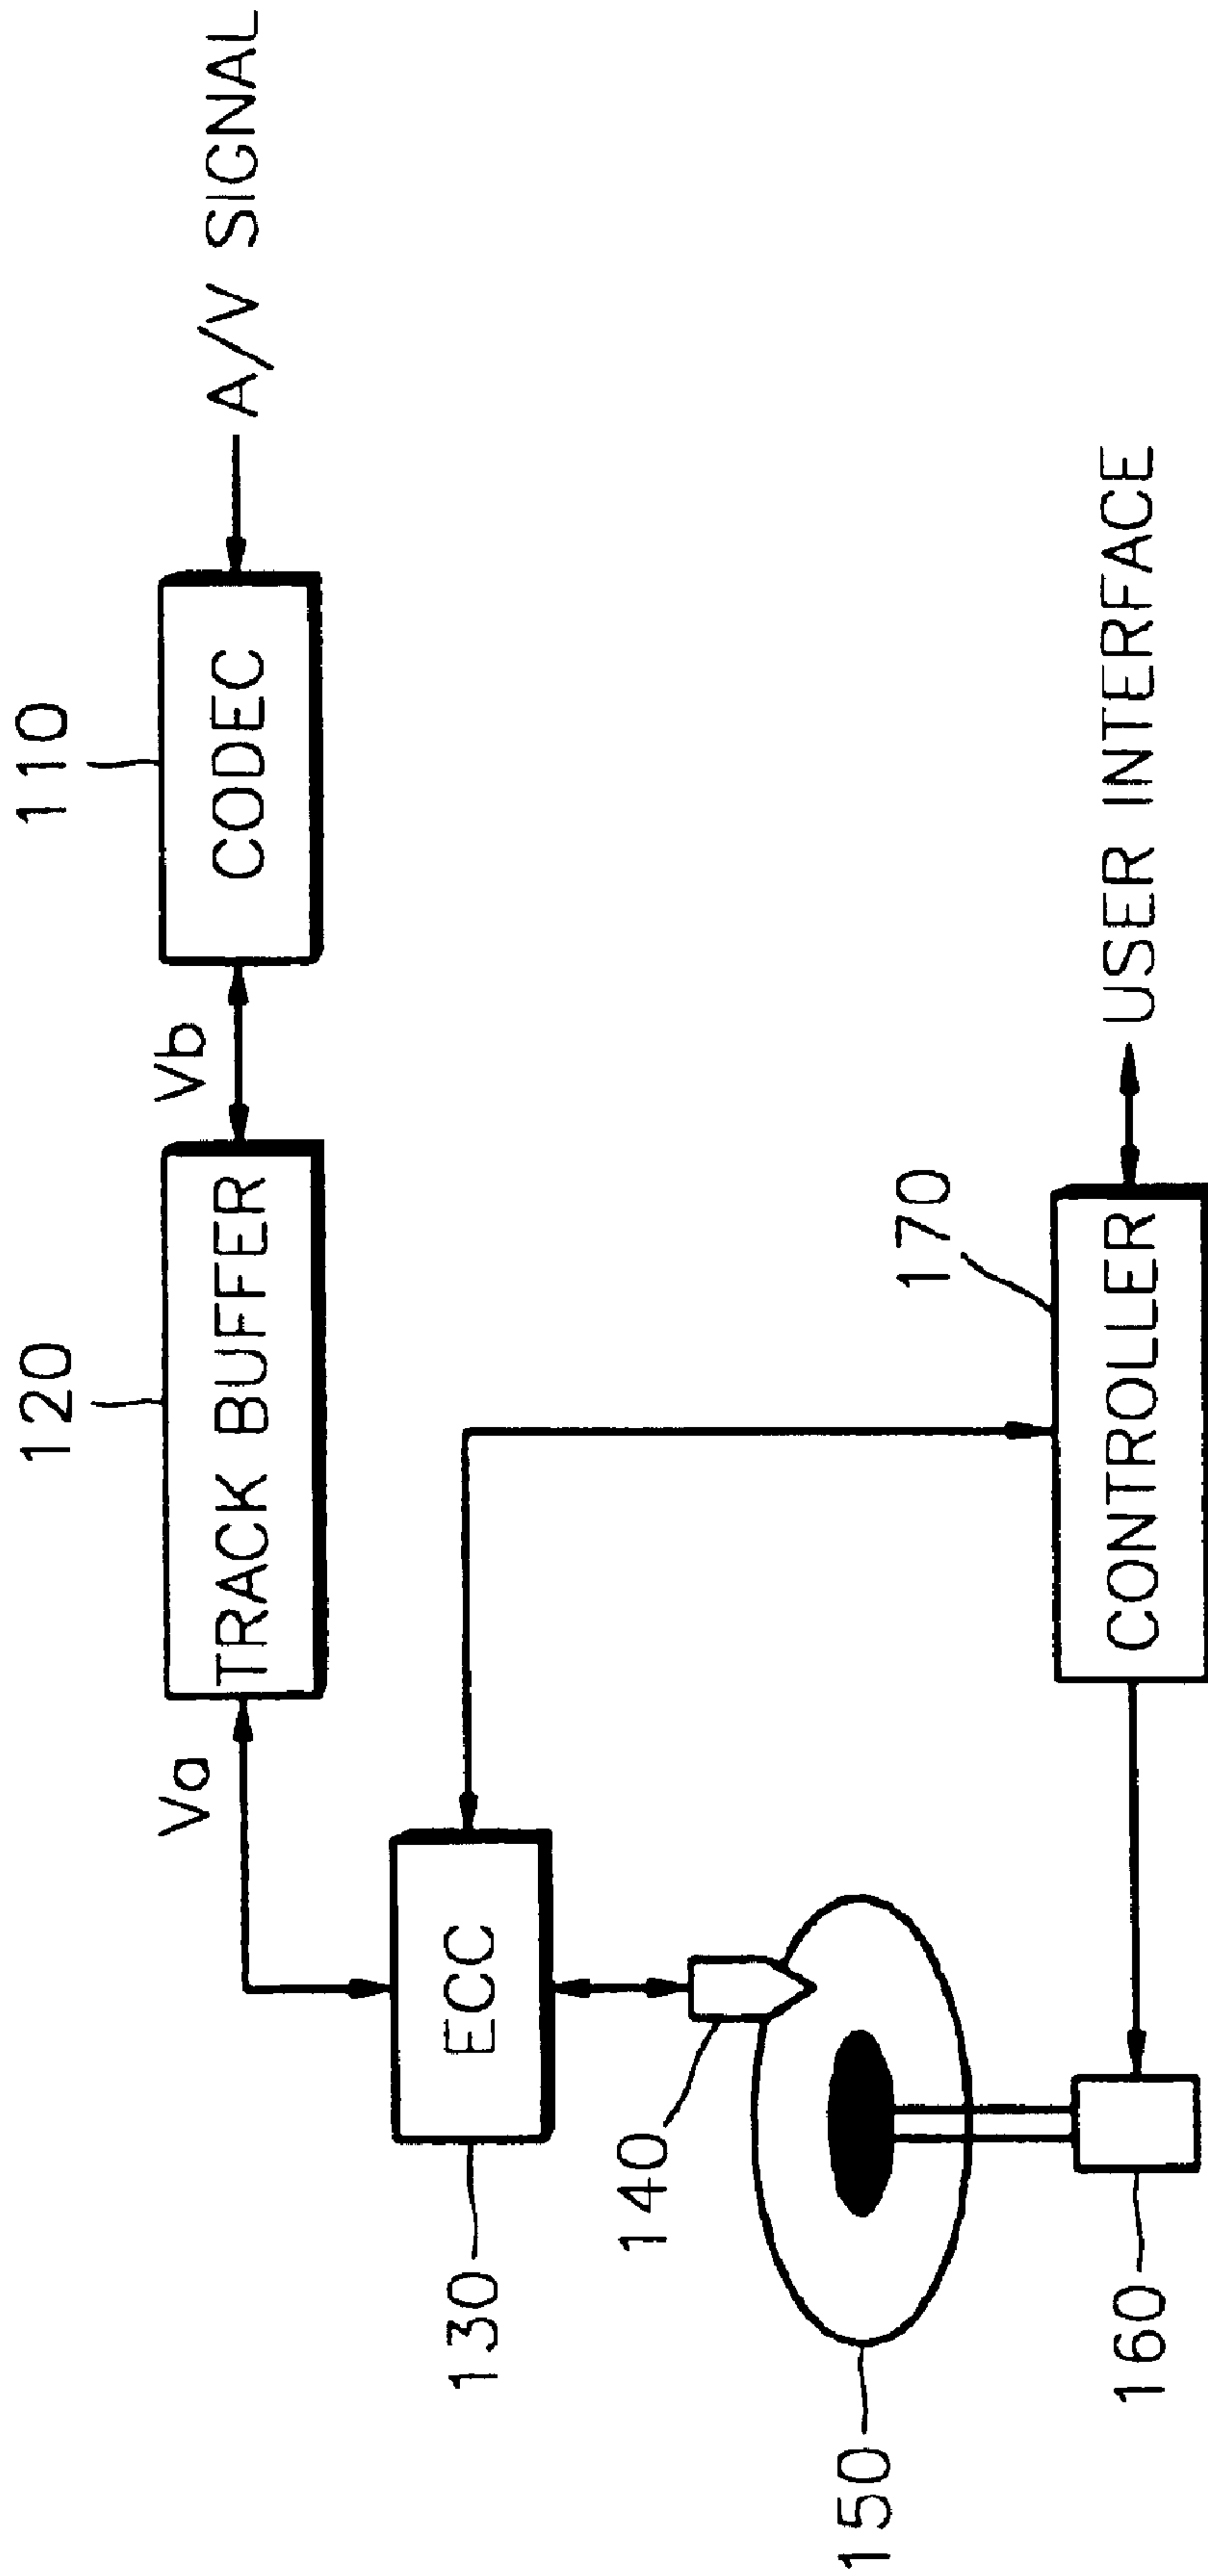 110
120
A/V SIGNAL
CODEC
Vb
TRACK BUFFER
Va
130
ECC
140
150
170
USER INTERFACE
CONTROLLER
160